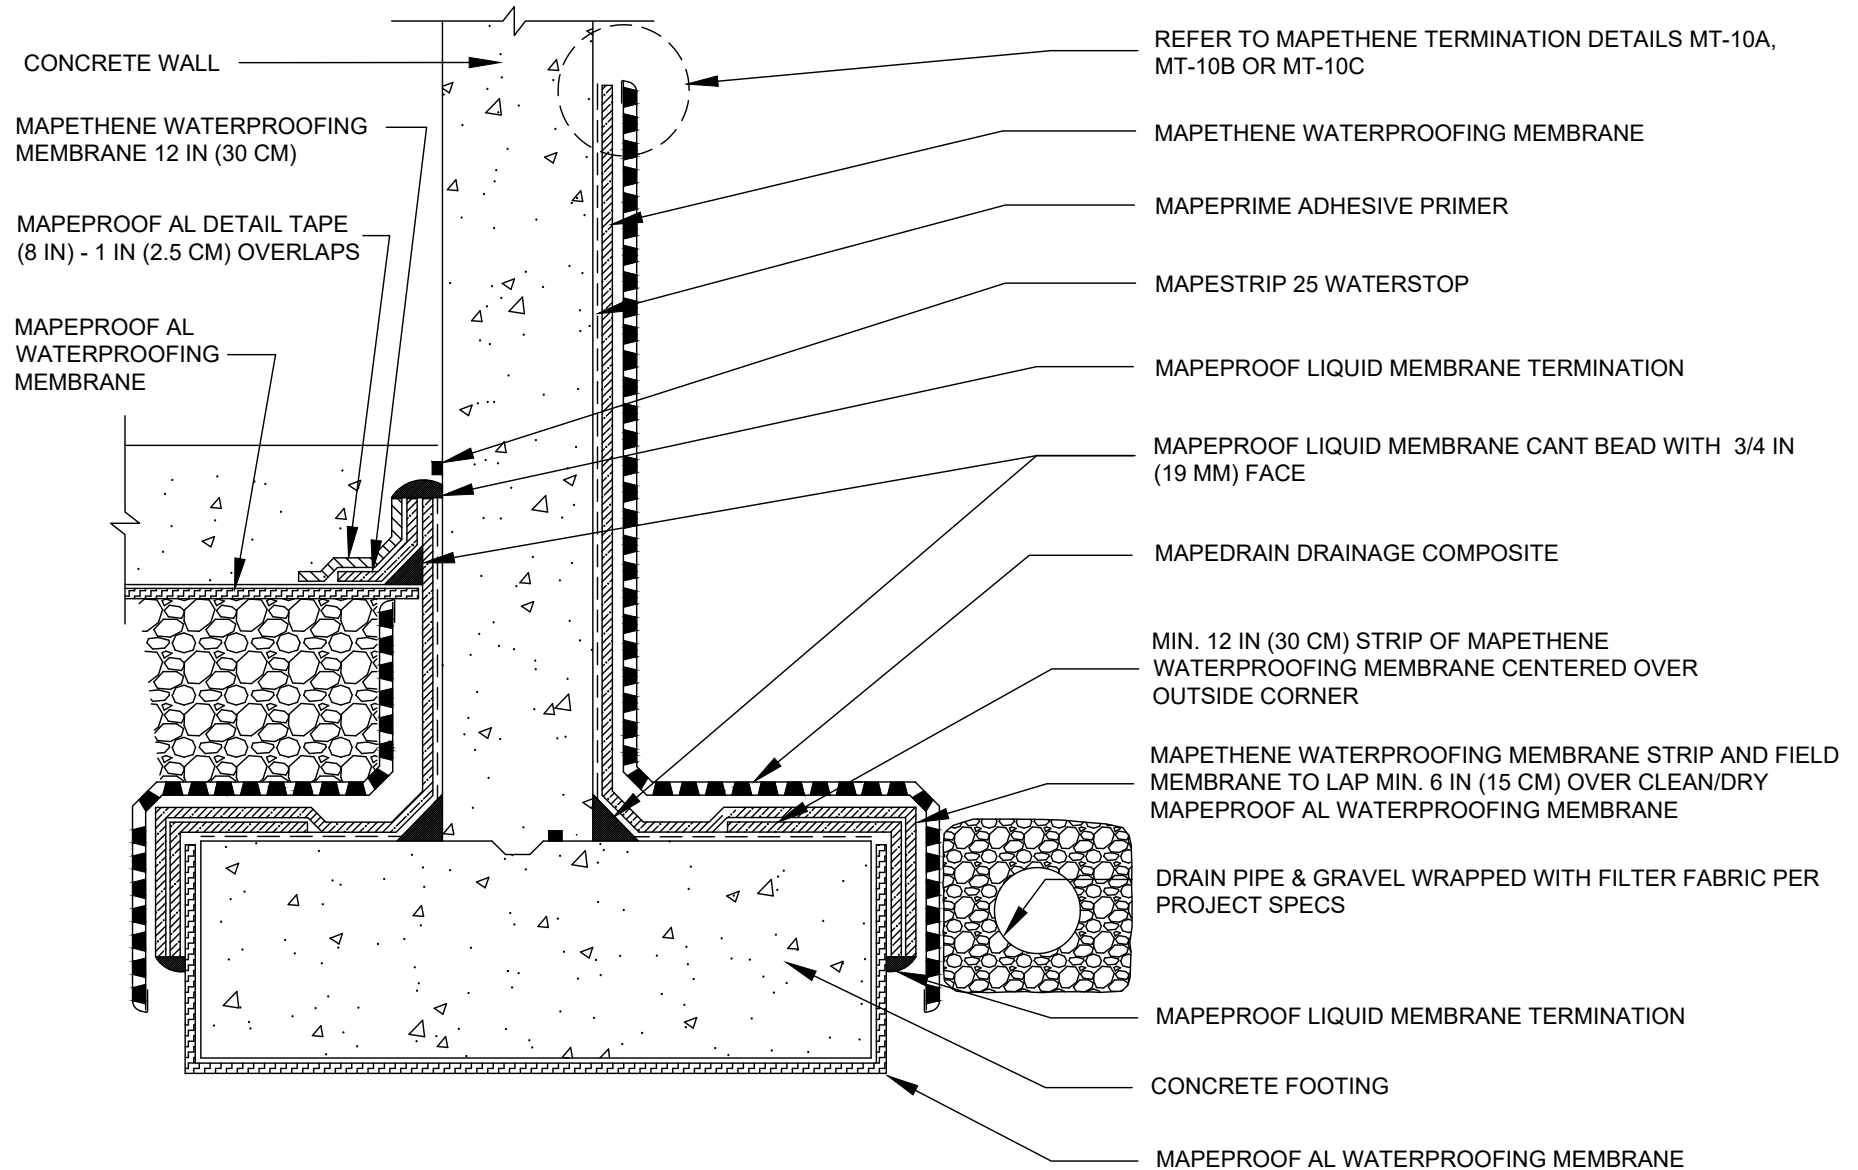 CONCRETE WALL
MAPETHENE WATERPROOFING
MEMBRANE 12 IN (30 CM)
MAPEPROOF AL DETAIL TAPE
(8 IN) - 1 IN (2.5 CM) OVERLAPS
MAPEPROOF AL
WATERPROOFING
MEMBRANE
REFER TO MAPETHENE TERMINATION DETAILS MT-10A,
MT-10B OR MT-10C
MAPETHENE WATERPROOFING MEMBRANE
MAPEPRIME ADHESIVE PRIMER
MAPESTRIP 25 WATERSTOP
MAPEPROOF LIQUID MEMBRANE TERMINATION
MAPEPROOF LIQUID MEMBRANE CANT BEAD WITH 3/4 IN
(19 MM) FACE
MAPEDRAIN DRAINAGE COMPOSITE
MIN. 12 IN (30 CM) STRIP OF MAPETHENE
WATERPROOFING MEMBRANE CENTERED OVER
OUTSIDE CORNER
MAPETHENE WATERPROOFING MEMBRANE STRIP AND FIELD
MEMBRANE TO LAP MIN. 6 IN (15 CM) OVER CLEAN/DRY
MAPEPROOF AL WATERPROOFING MEMBRANE
DRAIN PIPE & GRAVEL WRAPPED WITH FILTER FABRIC PER
PROJECT SPECS
MAPEPROOF LIQUID MEMBRANE TERMINATION
CONCRETE FOOTING
MAPEPROOF AL WATERPROOFING MEMBRANE